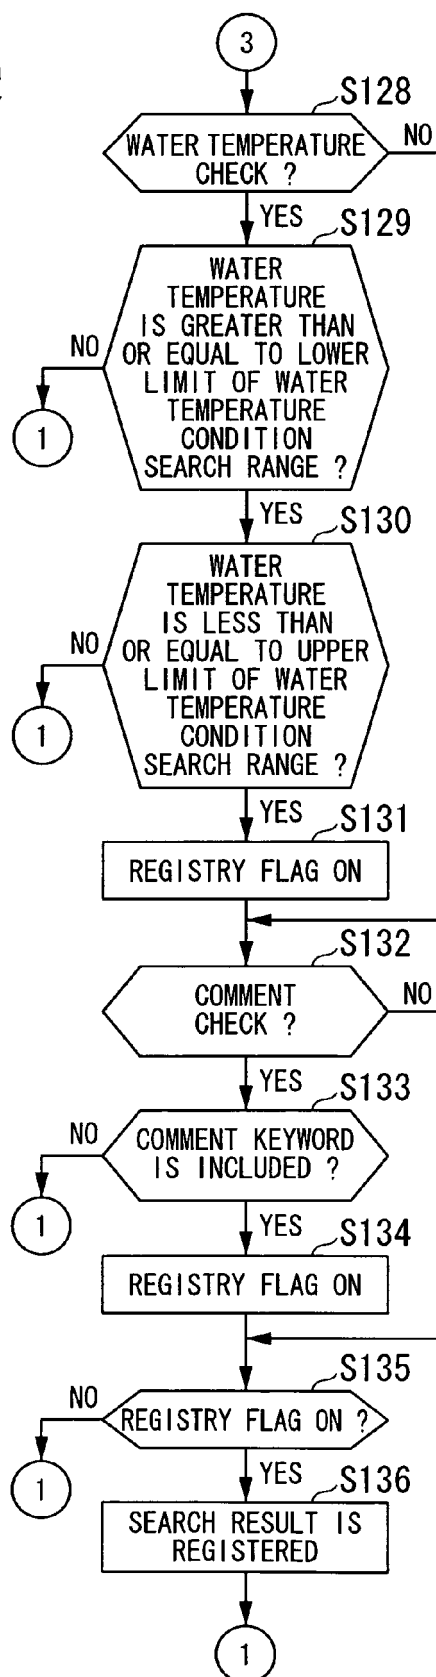 3
S128
WATER TEMPERATURE
CHECK ?
NO
YES
S129
WATER
TEMPERATURE
IS GREATER THAN
OR EQUAL TO LOWER
LIMIT OF WATER
TEMPERATURE
CONDITION
SEARCH RANGE ?
NO
1
YES
S130
WATER
TEMPERATURE
IS LESS THAN
OR EQUAL TO UPPER
LIMIT OF WATER
TEMPERATURE
CONDITION
SEARCH RANGE ?
NO
1
YES
S131
REGISTRY FLAG ON
S132
COMMENT
CHECK ?
NO
YES
S133
COMMENT KEYWORD
IS INCLUDED ?
NO
1
YES
S134
REGISTRY FLAG ON
S135
REGISTRY FLAG ON ?
NO
1
YES
S136
SEARCH RESULT IS
REGISTERED
1